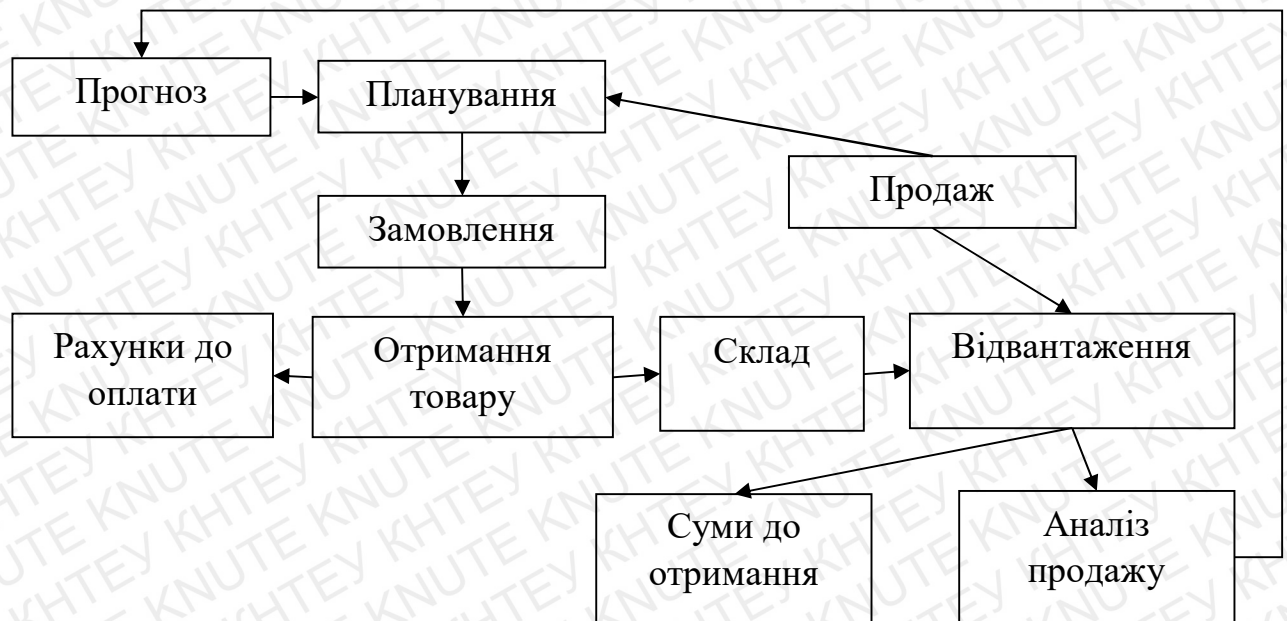 Прогноз
Планування
Продаж
Замовлення
Рахунки до
оплати
Отримання
товару
Склад
Відвантаження
Суми до
отримання
Аналіз
продажу